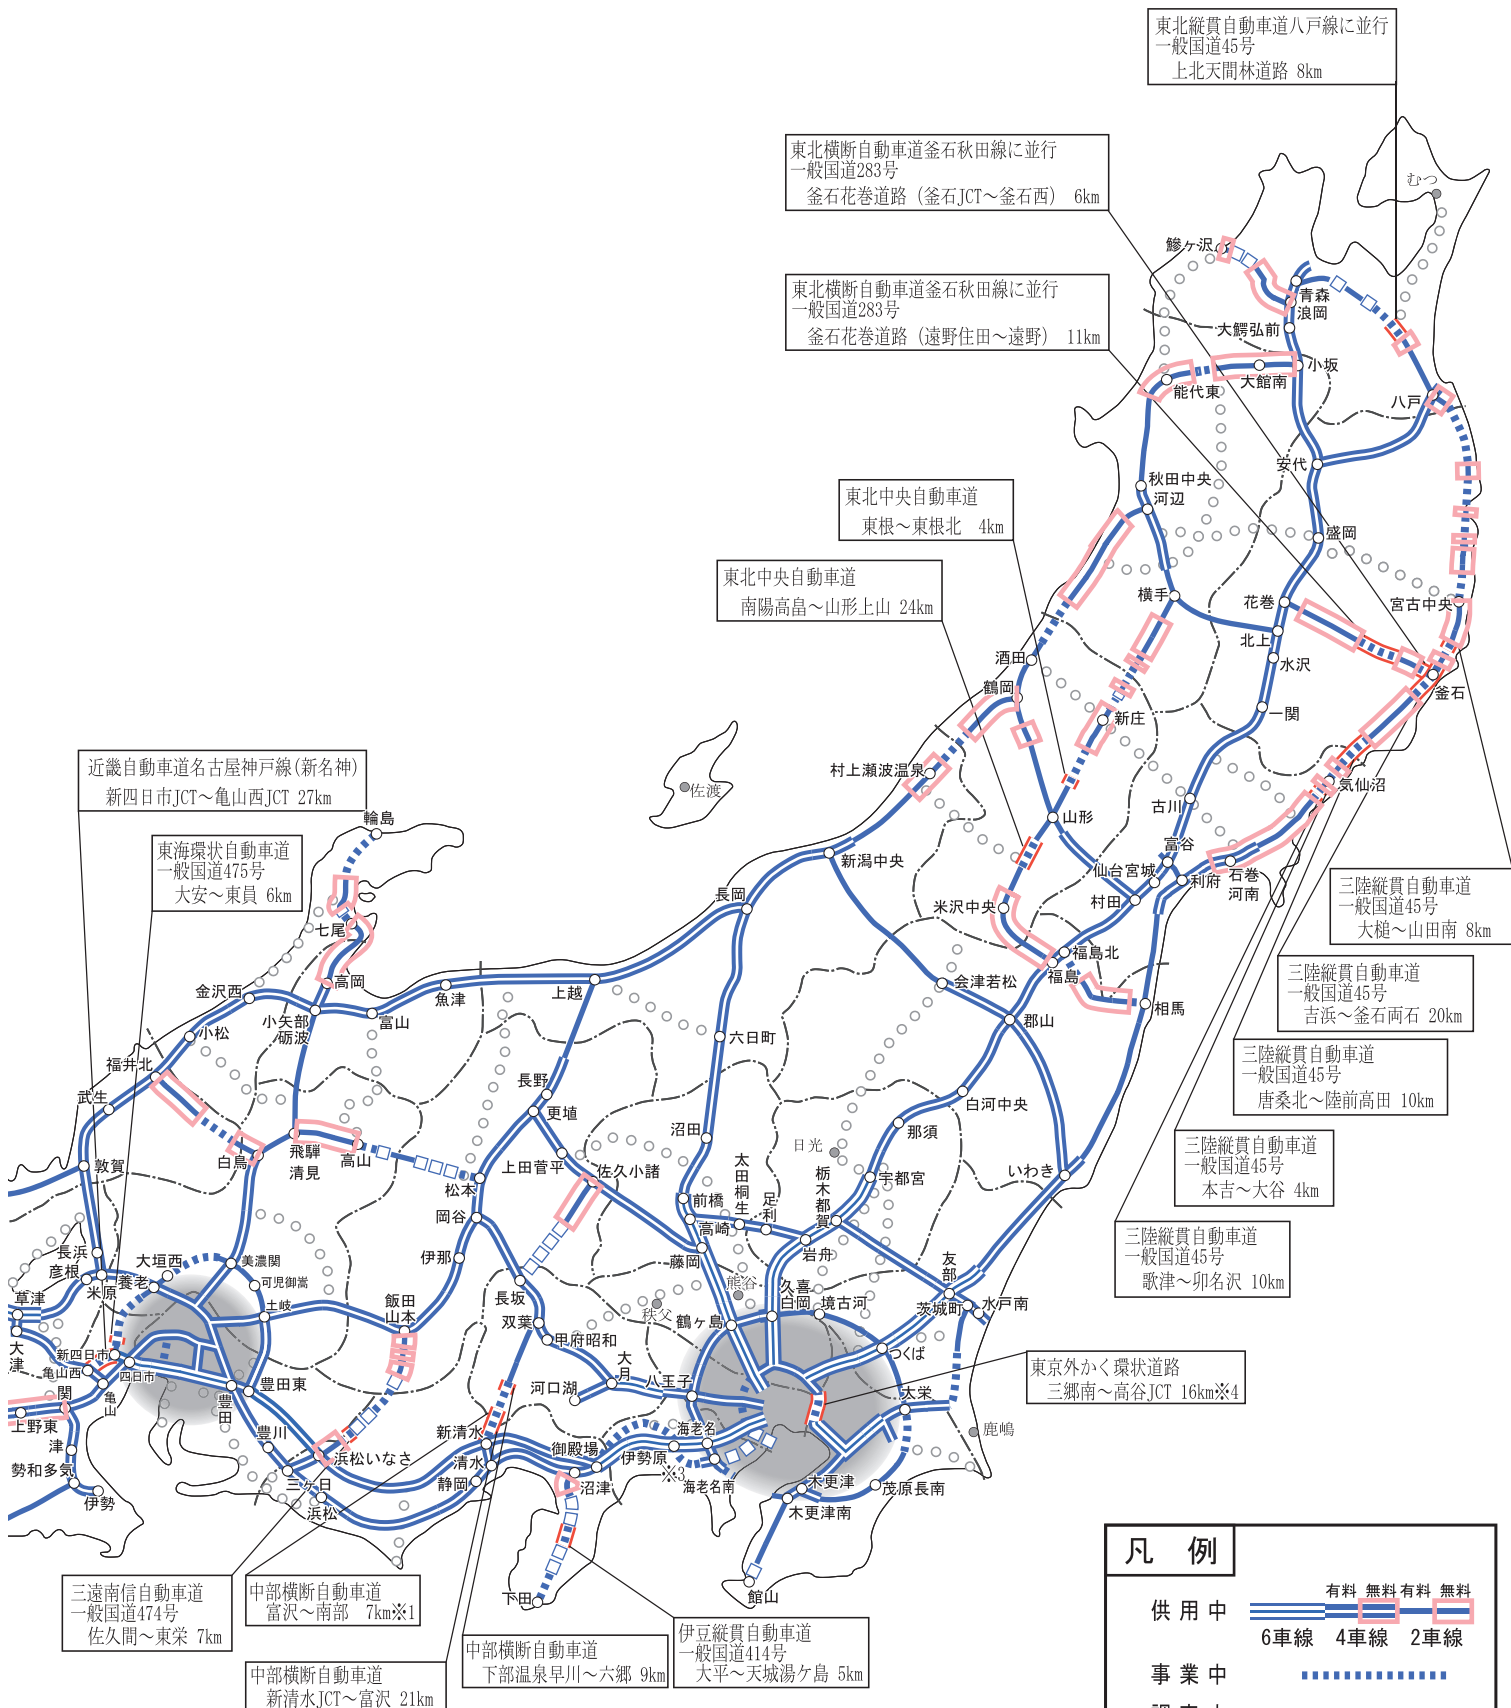 東北縦貫自動車道八戸線に並行
一般国道45号
上北天間林道路 8km
東北横断自動車道釜石秋田線に並行
一般国道283号
釜石花巻道路（釜石JCT～釜石西） 6km
東北横断自動車道釜石秋田線に並行
一般国道283号
釜石花巻道路（遠野住田～遠野） 11km
東北中央自動車道
東根～東根北 4km
東北中央自動車道
南陽高畠～山形上山 24km
近畿自動車道名古屋神戸線(新名神)
新四日市JCT～亀山西JCT 27km
東海環状自動車道
一般国道475号
大安～東員 6km
三陸縦貫自動車道
一般国道45号
大槌～山田南 8km
三陸縦貫自動車道
一般国道45号
吉浜～釜石両石 20km
三陸縦貫自動車道
一般国道45号
唐桑北～陸前高田 10km
三陸縦貫自動車道
一般国道45号
本吉～大谷 4km
三陸縦貫自動車道
一般国道45号
歌津～卯名沢 10km
東京外かく環状道路
三郷南～高谷JCT 16km※4
三遠南信自動車道
一般国道474号
佐久間～東栄 7km
中部横断自動車道
富沢～南部 7km※1
中部横断自動車道
新清水JCT～富沢 21km
中部横断自動車道
下部温泉早川～六郷 9km
伊豆縦貫自動車道
一般国道414号
大平～天城湯ケ島 5km
むつ
鰺ヶ沢
青森
浪岡
大鰐弘前
小坂
大館南
能代東
八戸
安代
秋田中央
河辺
盛岡
横手
花巻
宮古中央
北上
水沢
釜石
一関
酒田
鶴岡
新庄
村上瀬波温泉
気仙沼
古川
山形
富谷
仙台宮城
利府
石巻
河南
村田
米沢中央
福島北
福島
相馬
佐渡
新潟中央
長岡
会津若松
郡山
輪島
七尾
高岡
金沢西
小松
小矢部
砺波
富山
魚津
上越
六日町
福井北
武生
敦賀
白鳥
飛騨
清見
高山
長野
更埴
上田菅平
佐久小諸
松本
岡谷
伊那
沼田
前橋
高崎
藤岡
太田桐生
足利
日光
栃木都賀
宇都宮
那須
白河中央
いわき
岩舟
友部
茨城町
水戸南
久喜
白岡
境古河
つくば
熊谷
秩父
鶴ヶ島
長坂
双葉
甲府昭和
大月
河口湖
八王子
大栄
鹿嶋
長浜
彦根
米原
養老
大垣西
美濃関
可児御嵩
土岐
飯田
山本
草津
大津
新四日市
亀山西
四日市
亀山
関
上野東
津
勢和多気
伊勢
豊田
豊田東
豊川
三ヶ日
浜松いなさ
浜松
新清水
清水
静岡
御殿場
沼津
伊勢原
※3
海老名
海老名南
木更津
木更津南
茂原長南
館山
下田
凡 例
有料 無料 有料 無料
供用中
6車線 4車線 2車線
事業中